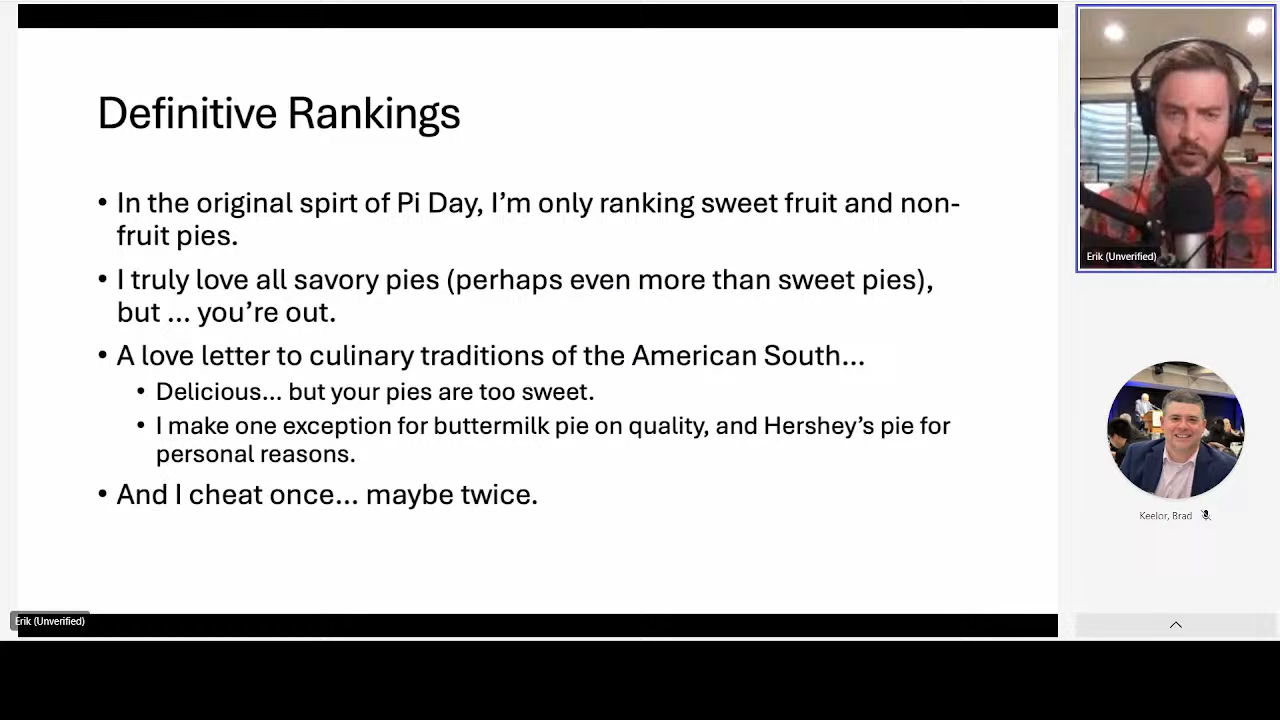 Definitive Rankings
• In the original spirt of Pi Day, I’m only ranking sweet fruit and non-
fruit pies.
• I truly love all savory pies (perhaps even more than sweet pies),
but … you’re out.
• A love letter to culinary traditions of the American South…
• Delicious… but your pies are too sweet.
• I make one exception for buttermilk pie on quality, and Hershey’s pie for
personal reasons.
• And I cheat once… maybe twice.
Erik (Unverified)
Erik (Unverified)
Keelor, Brad